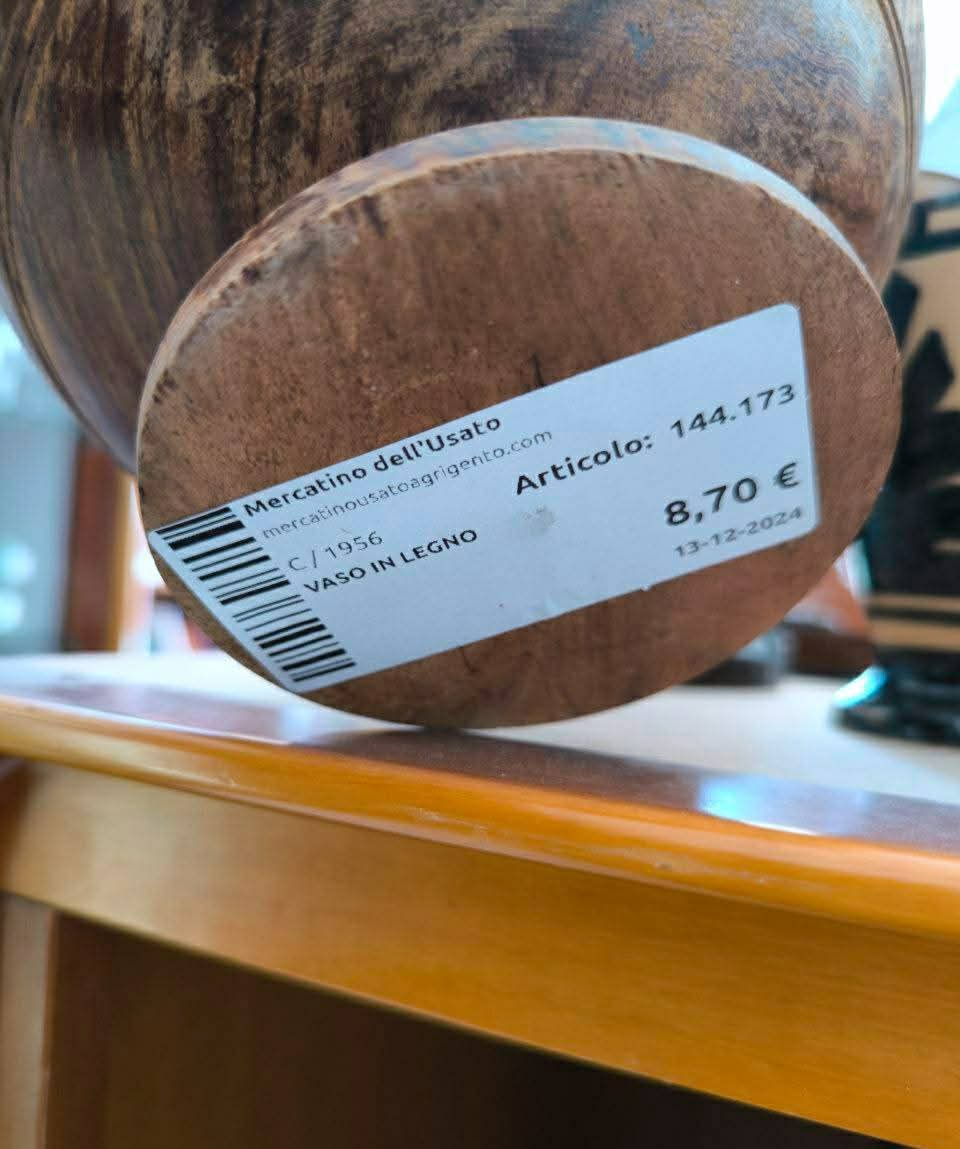 Mercatino dell'Usato
mercatinousatoagrigento.com
Articolo: 144.173
C / 1956
VASO IN LEGNO
8,70 €
13-12-2024